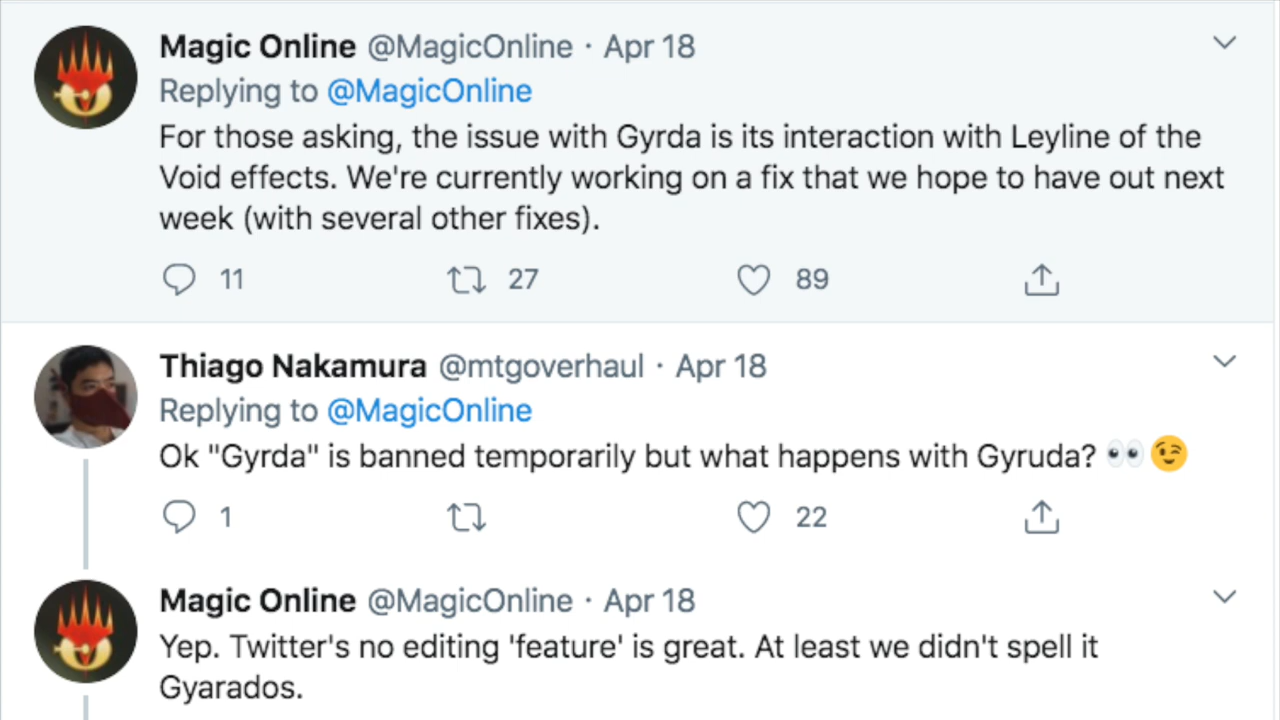 Magic Online @MagicOnline · Apr 18
Replying to @MagicOnline
For those asking, the issue with Gyrda is its interaction with Leyline of the
Void effects. We're currently working on a fix that we hope to have out next
week (with several other fixes).
11 27 89
Thiago Nakamura @mtgoverhaul · Apr 18
Replying to @MagicOnline
Ok "Gyrda" is banned temporarily but what happens with Gyruda? 👀😉
1 22
Magic Online @MagicOnline · Apr 18
Yep. Twitter's no editing 'feature' is great. At least we didn't spell it
Gyarados.